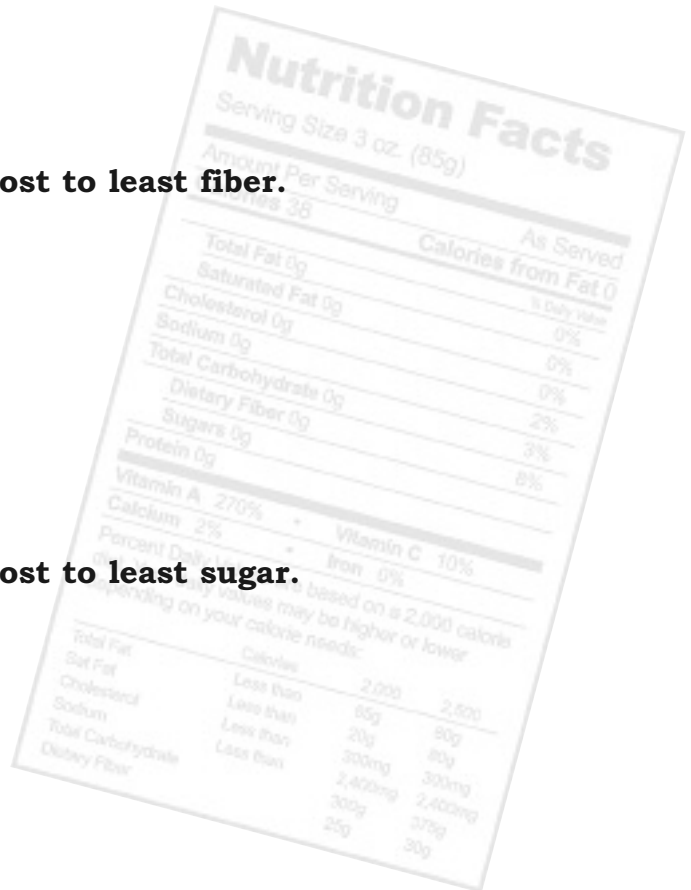 Nutrition Facts
Serving Size 3 oz. (85g)
ost to least fiber.
Amount Per Serving
As Served
Calories 38
Calories from Fat 0
% Daily Value
Total Fat 0g 0%
Saturated Fat 0g 0%
Cholesterol 0g 0%
Sodium 0g 2%
Total Carbohydrate 0g 3%
Dietary Fiber 0g 8%
Sugars 0g
Protein 0g
Vitamin A 270% • Vitamin C 10%
Calcium 2% • Iron 0%
ost to least sugar.
Percent Daily based on a 2,000 calorie
values may be higher or lower
depending on your calorie needs:
Calories 2,000 2,500
Total Fat Less than 65g 80g
Sat Fat Less than 20g 80g
Cholesterol Less than 300mg 300mg
Sodium Less than 2,400mg 2,400mg
Total Carbohydrate 300g 375g
Dietary Fiber 25g 30g